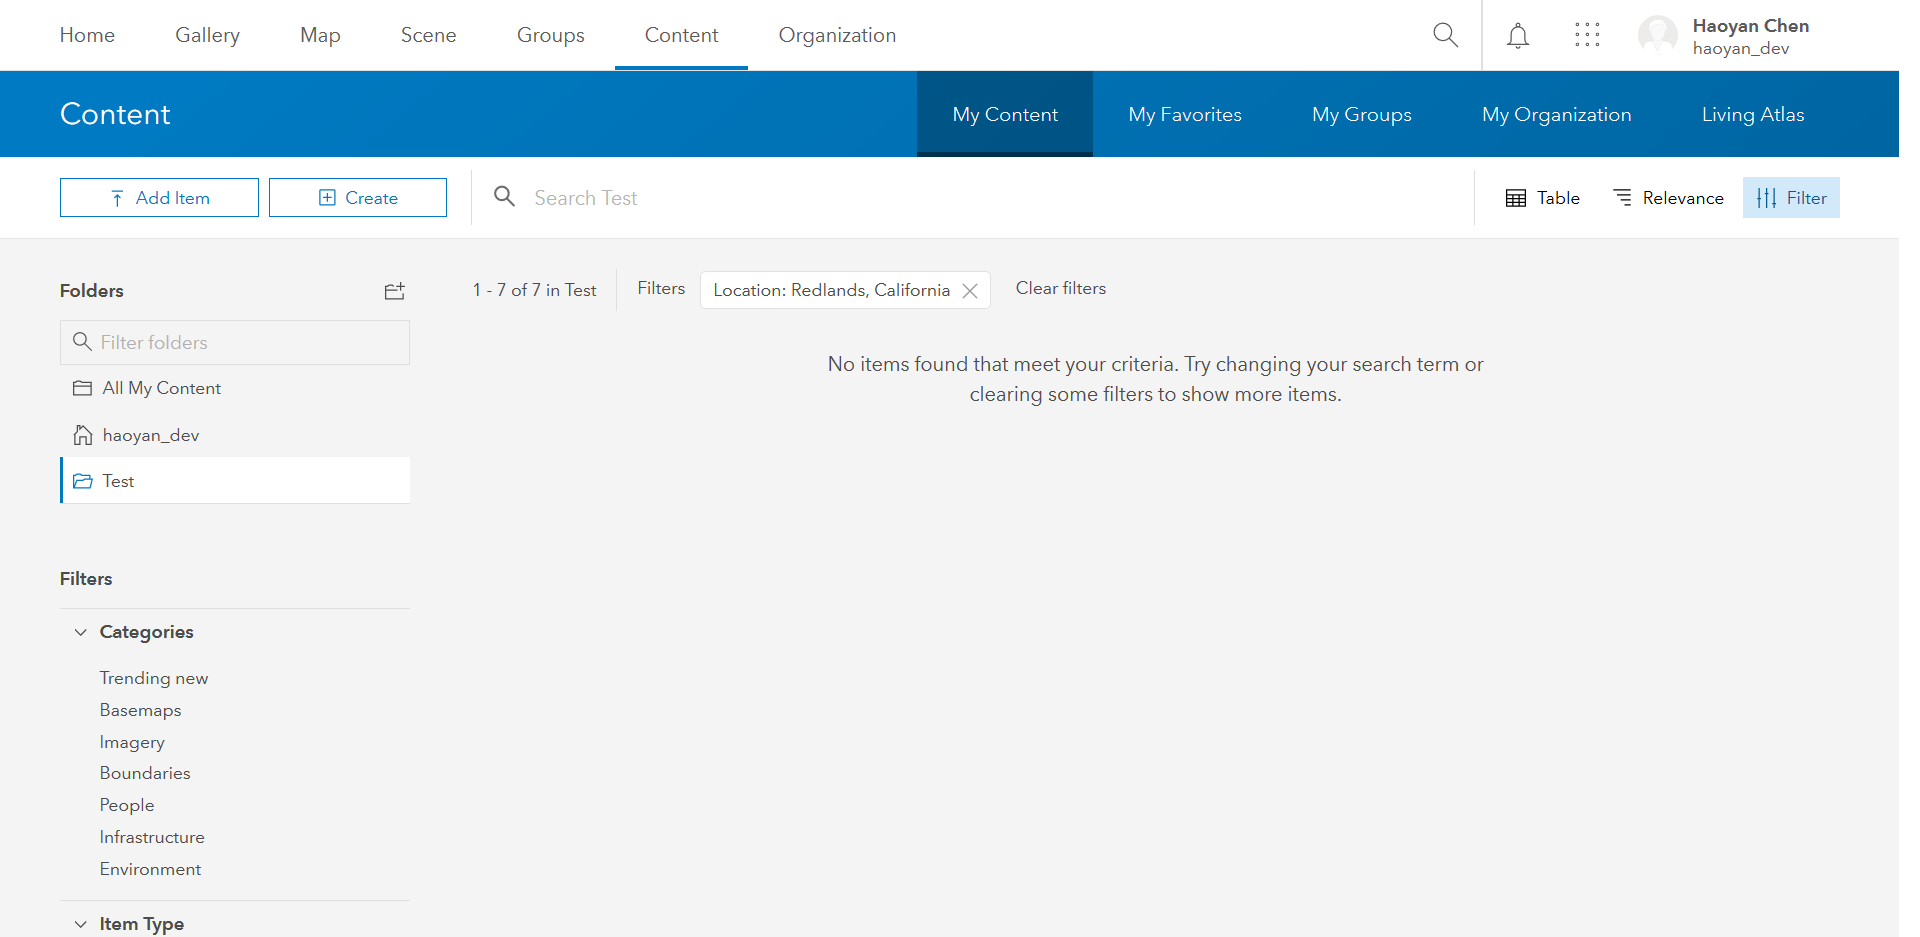 Home Gallery Map Scene Groups Content Organization
Haoyan Chen
haoyan_dev
Content My Content My Favorites My Groups My Organization Living Atlas
Add Item Create Search Test Table Relevance Filter
Folders
1 - 7 of 7 in Test Filters Location: Redlands, California Clear filters
Filter folders
No items found that meet your criteria. Try changing your search term or
clearing some filters to show more items.
All My Content
haoyan_dev
Test
Filters
Categories
Trending new
Basemaps
Imagery
Boundaries
People
Infrastructure
Environment
Item Type